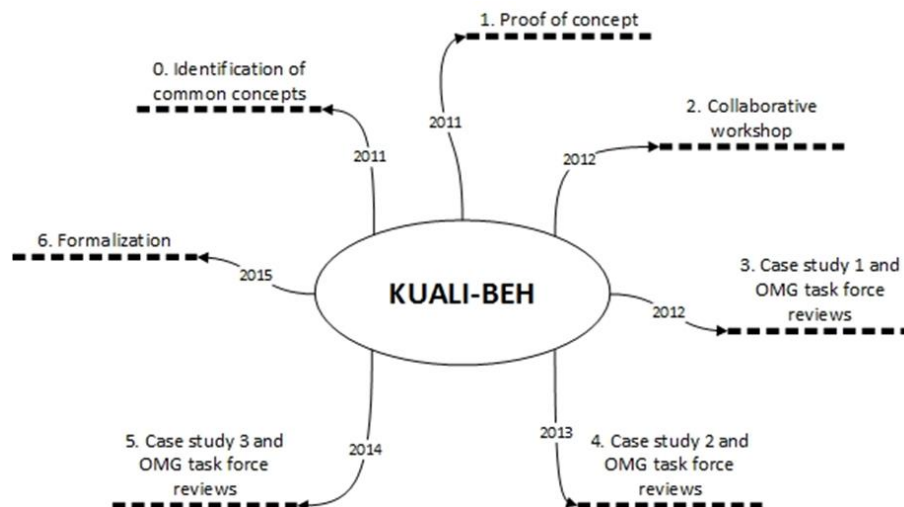 0. Identification of
common concepts
2011
1. Proof of concept
2011
2. Collaborative
workshop
2012
3. Case study 1 and
OMG task force
reviews
2012
4. Case study 2 and
OMG task force
reviews
2013
5. Case study 3 and
OMG task force
reviews
2014
6. Formalization
2015
KUALI-BEH